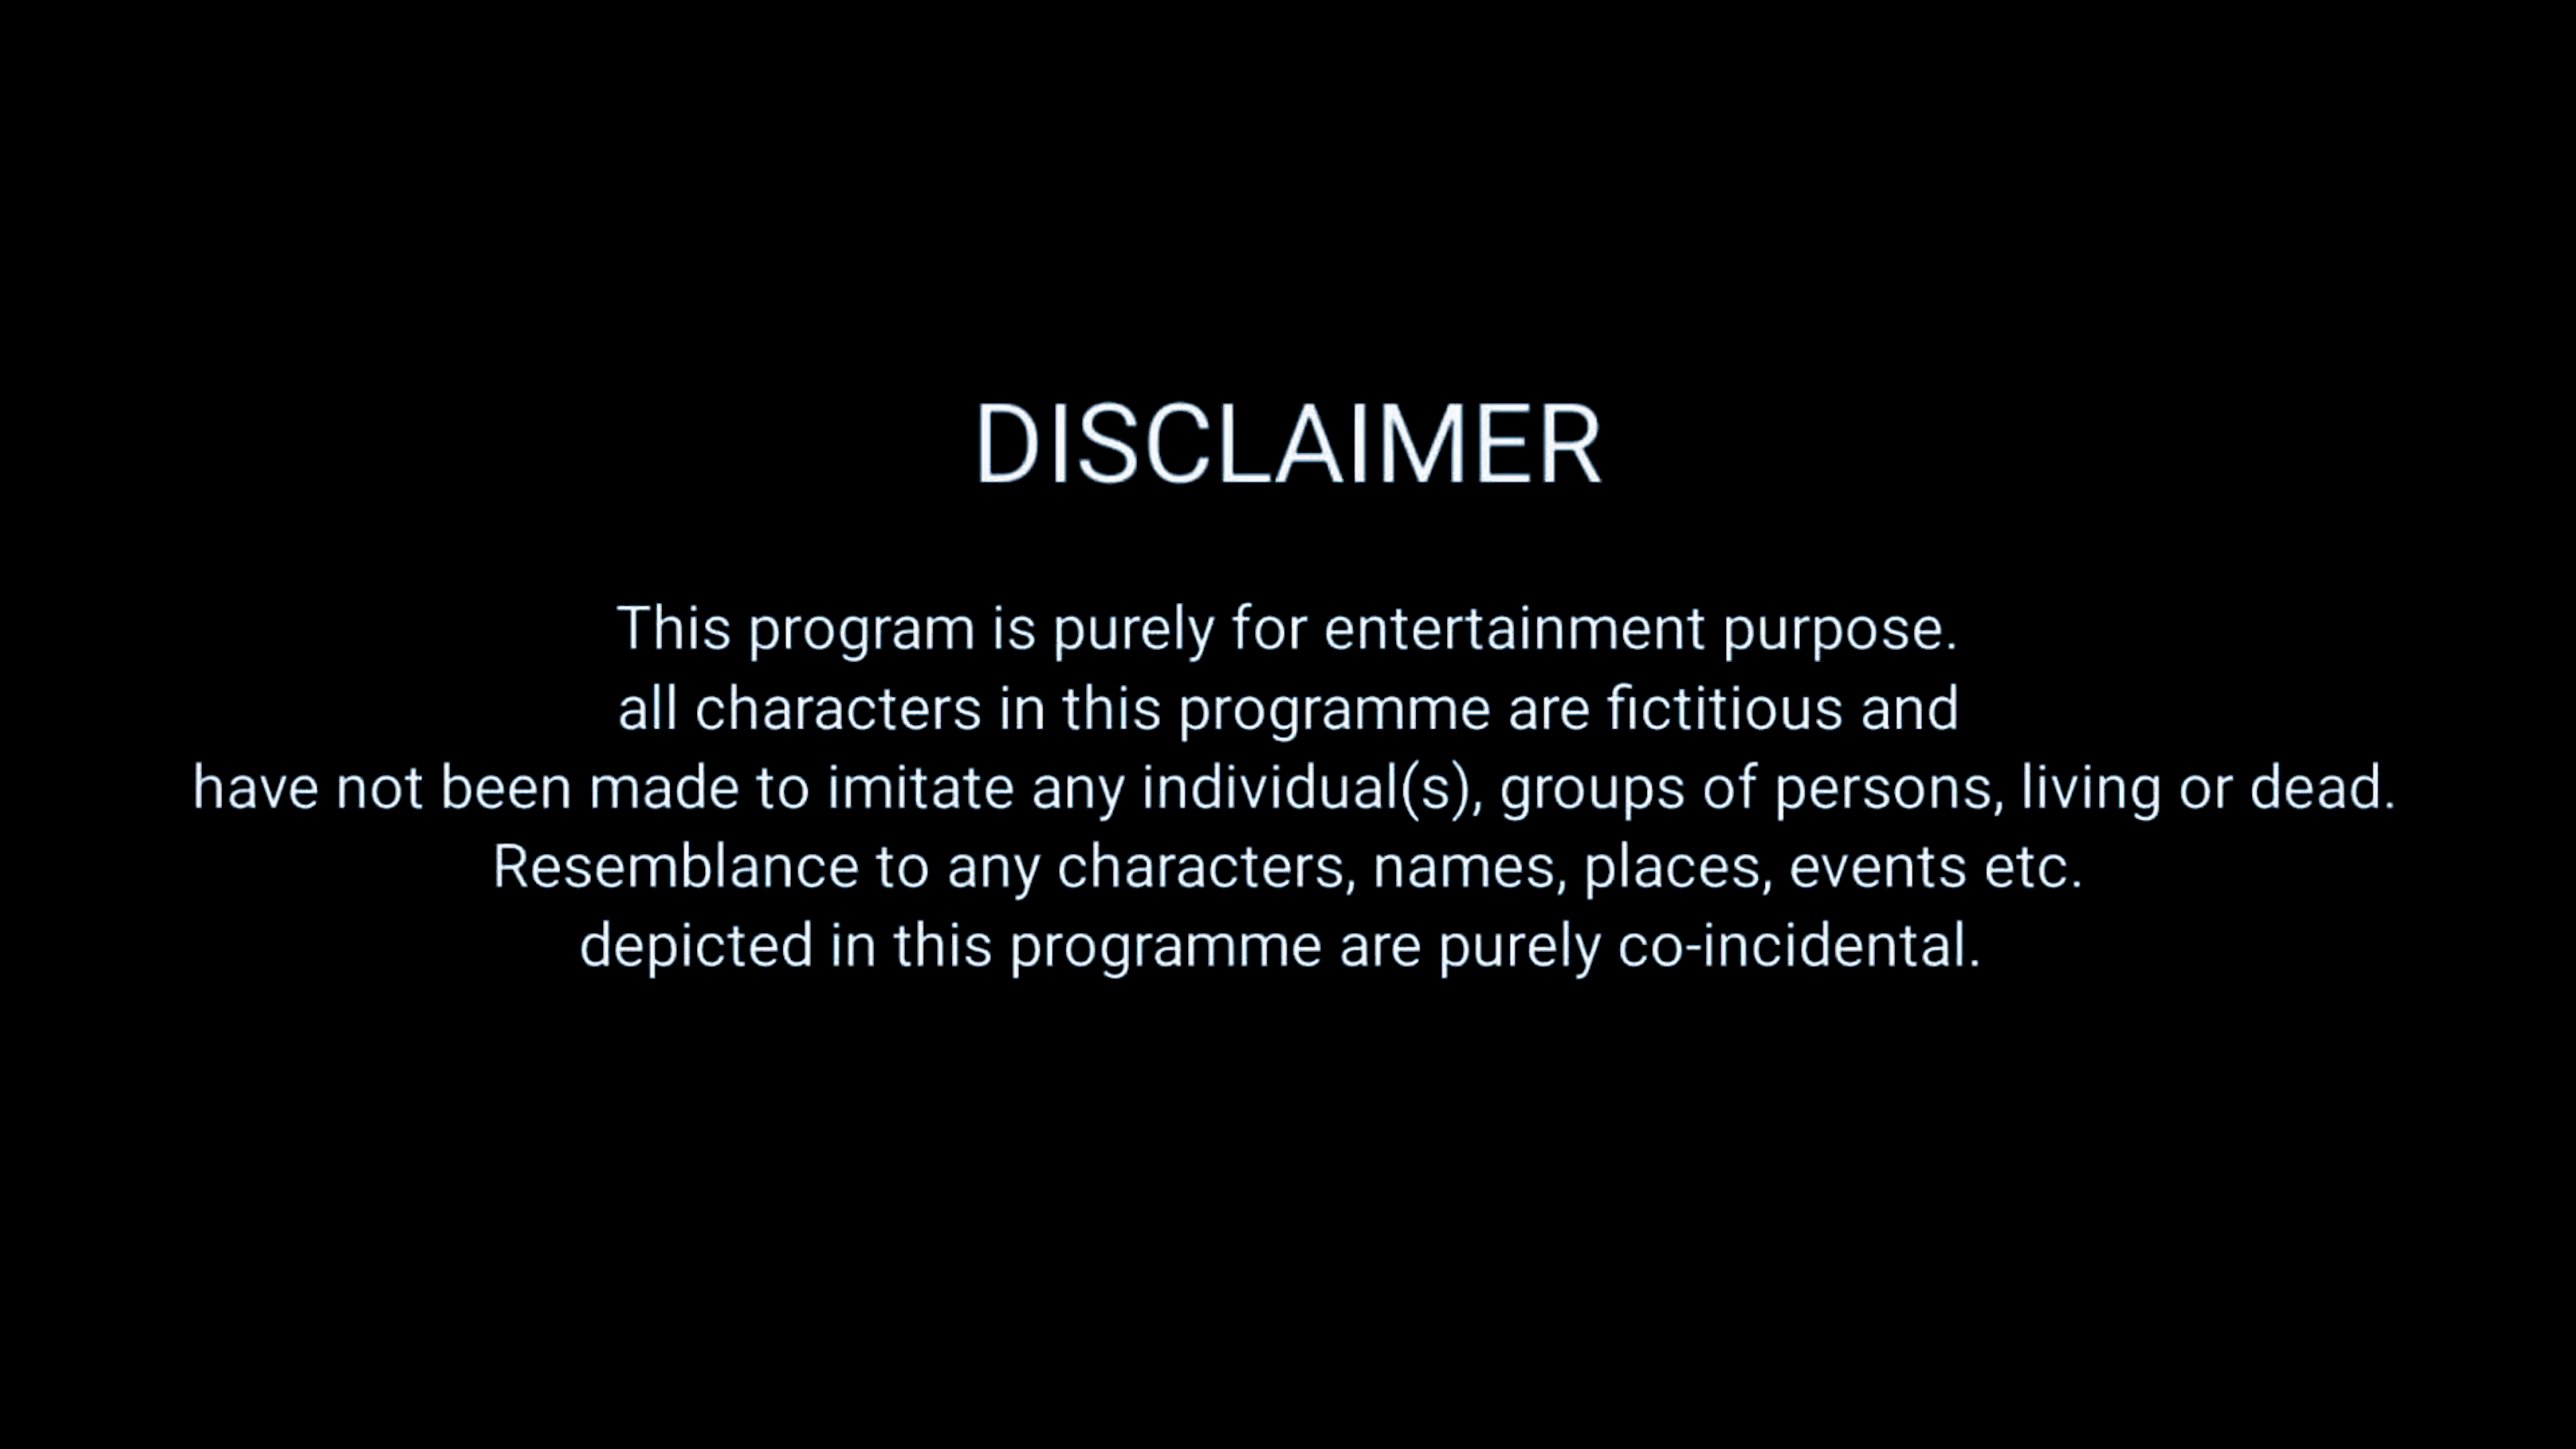 DISCLAIMER
This program is purely for entertainment purpose.
all characters in this programme are fictitious and
have not been made to imitate any individual(s), groups of persons, living or dead.
Resemblance to any characters, names, places, events etc.
depicted in this programme are purely co-incidental.